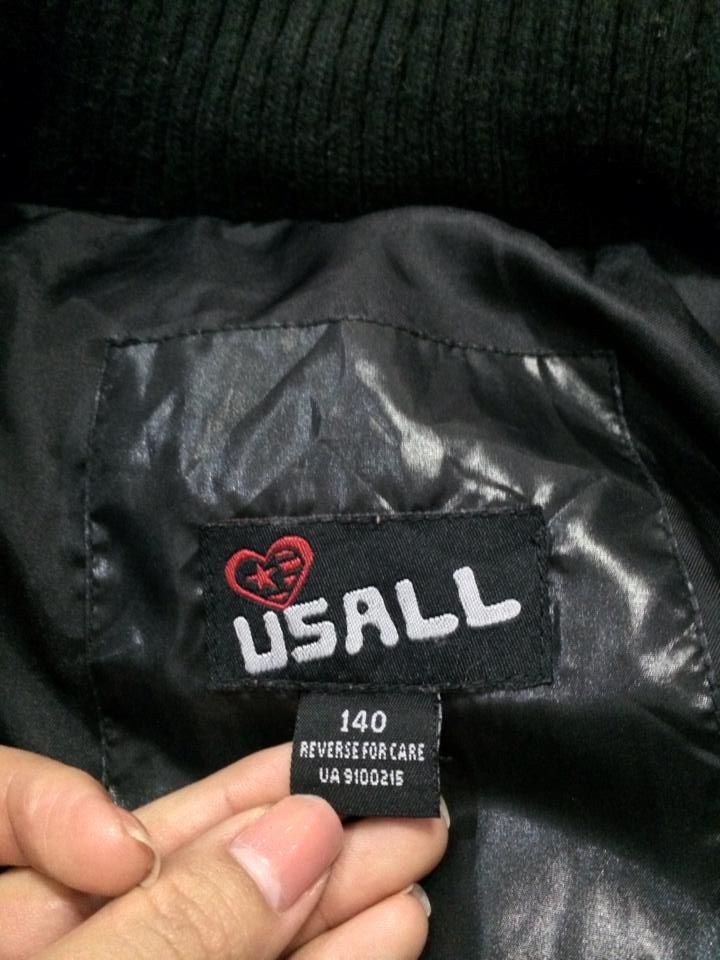 USALL
140
REVERSE FOR CARE
UA 9100215